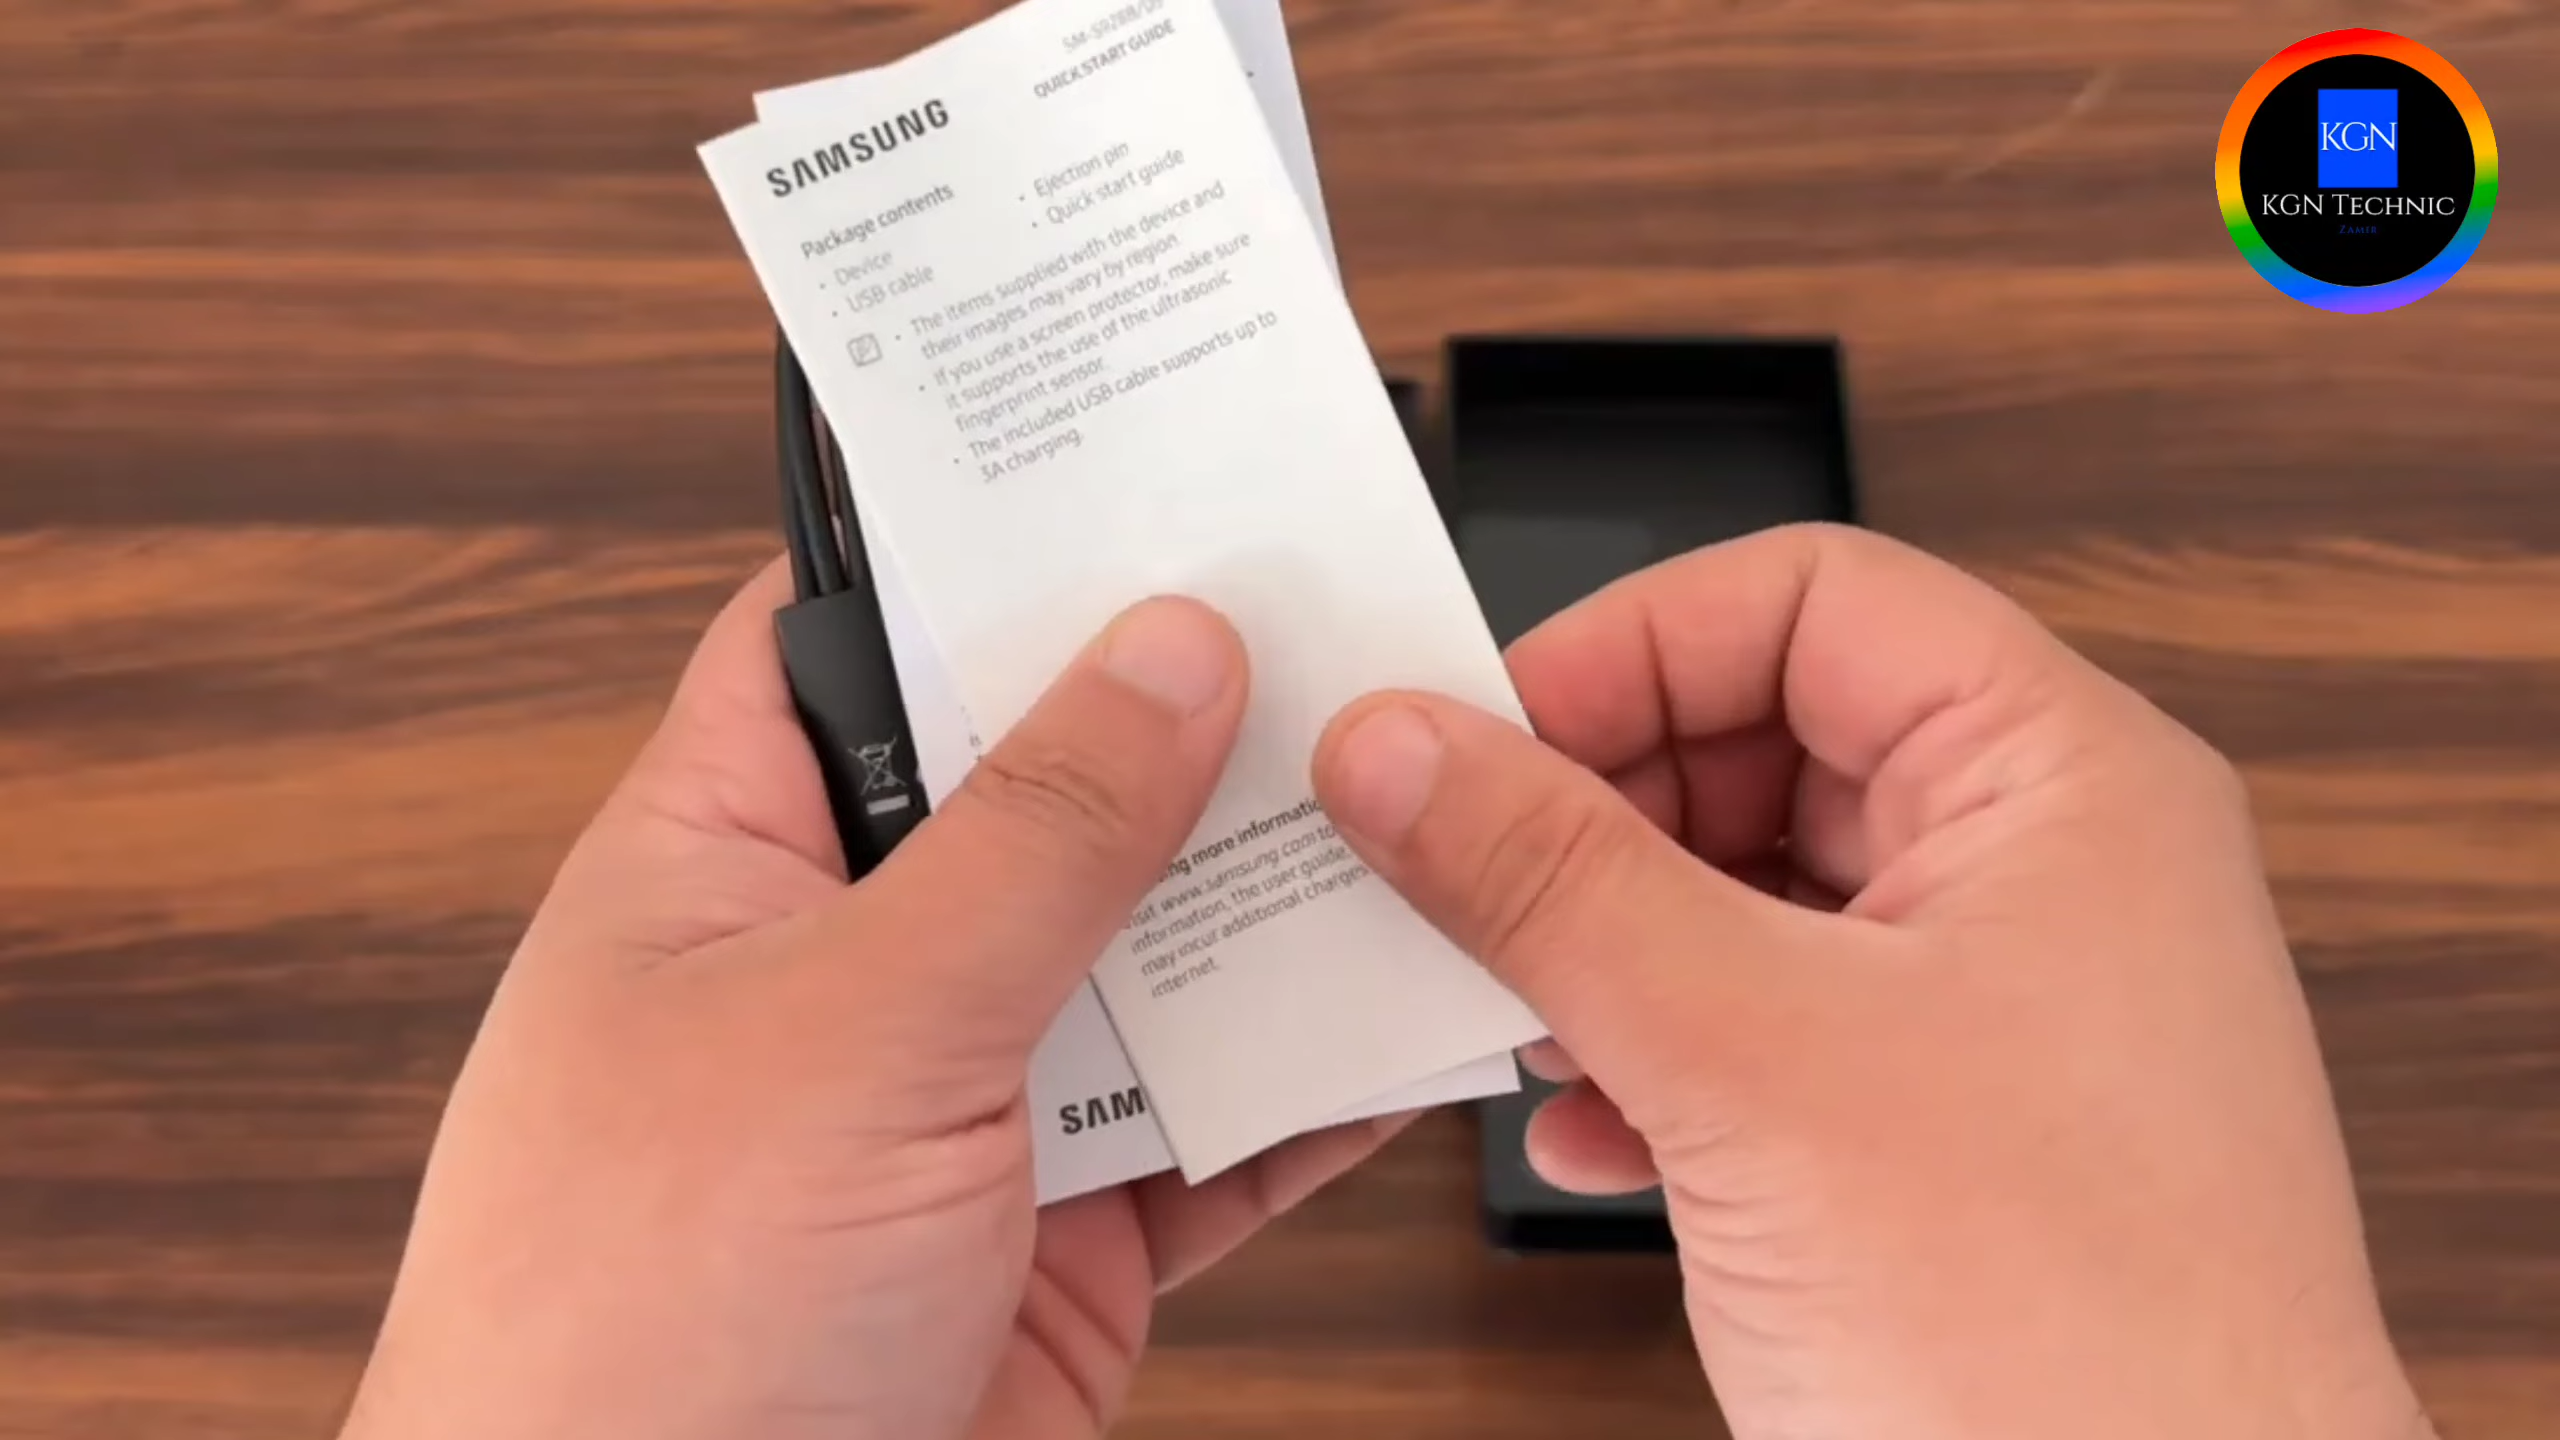 SM-S928B/DS
QUICK START GUIDE
SAMSUNG
Package contents
• Device
• USB cable
• Ejection pin
• Quick start guide
• The items supplied with the device and
their images may vary by region.
• If you use a screen protector, make sure
it supports the use of the ultrasonic
fingerprint sensor.
• The included USB cable supports up to
3A charging.
ng more informatio
isit www.samsung.com to
information, the user guide.
may incur additional charges
internet.
SAM
KGN
KGN TECHNIC
ZAMIR